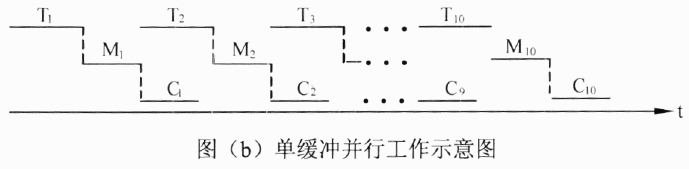 T1 T2 T3 ... T10
M1 M2 ... M10
C1 C2 ... C9 C10
t
图（b）单缓冲并行工作示意图